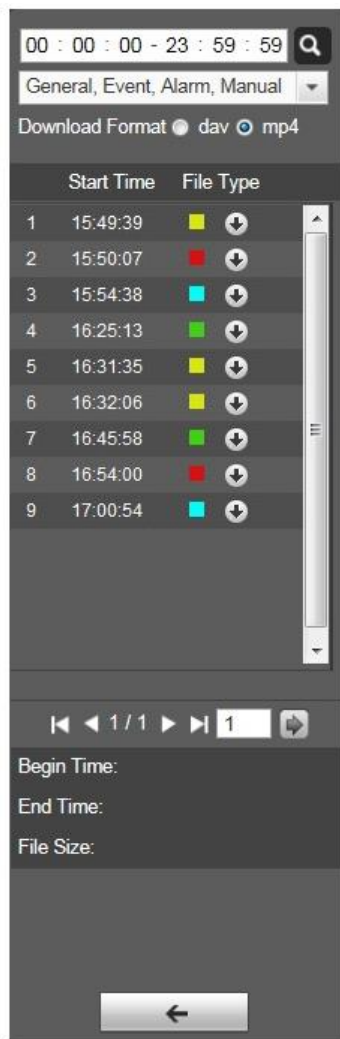 00 : 00 : 00 - 23 : 59 : 59
General, Event, Alarm, Manual
Download Format dav mp4
Start Time File Type
1 15:49:39
2 15:50:07
3 15:54:38
4 16:25:13
5 16:31:35
6 16:32:06
7 16:45:58
8 16:54:00
9 17:00:54
1 / 1 1
Begin Time:
End Time:
File Size: